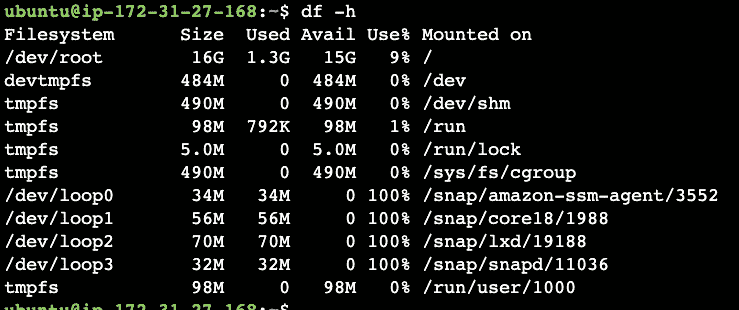 ubuntu@ip-172-31-27-168:~$ df -h
Filesystem      Size  Used Avail Use% Mounted on
/dev/root        16G  1.3G   15G   9% /
devtmpfs        484M     0  484M   0% /dev
tmpfs           490M     0  490M   0% /dev/shm
tmpfs            98M  792K   98M   1% /run
tmpfs           5.0M     0  5.0M   0% /run/lock
tmpfs           490M     0  490M   0% /sys/fs/cgroup
/dev/loop0       34M   34M     0 100% /snap/amazon-ssm-agent/3552
/dev/loop1       56M   56M     0 100% /snap/core18/1988
/dev/loop2       70M   70M     0 100% /snap/lxd/19188
/dev/loop3       32M   32M     0 100% /snap/snapd/11036
tmpfs            98M     0   98M   0% /run/user/1000
ubuntu@ip-172-31-27-168:~$